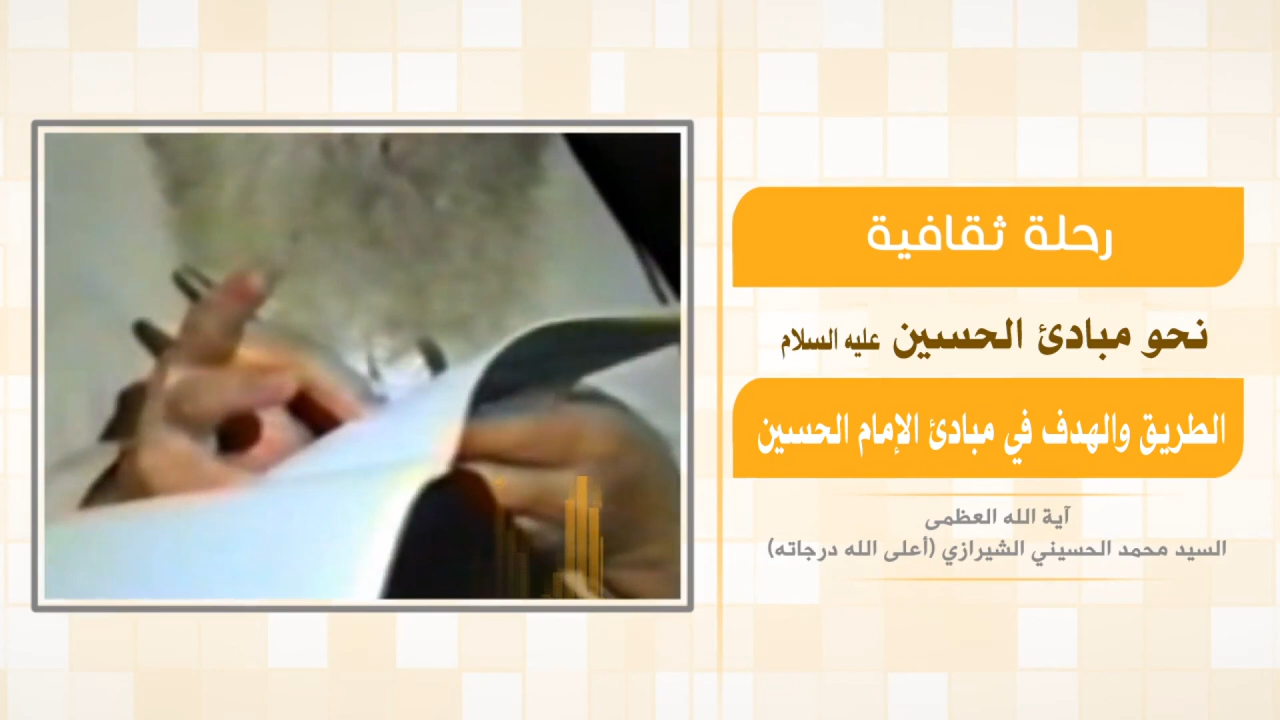 رحلة ثقافية
نحو مبادئ الحسين عليه السلام
الطريق والهدف في مبادئ الإمام الحسين
آية الله العظمى
السيد محمد الحسيني الشيرازي (أعلى الله درجاته)